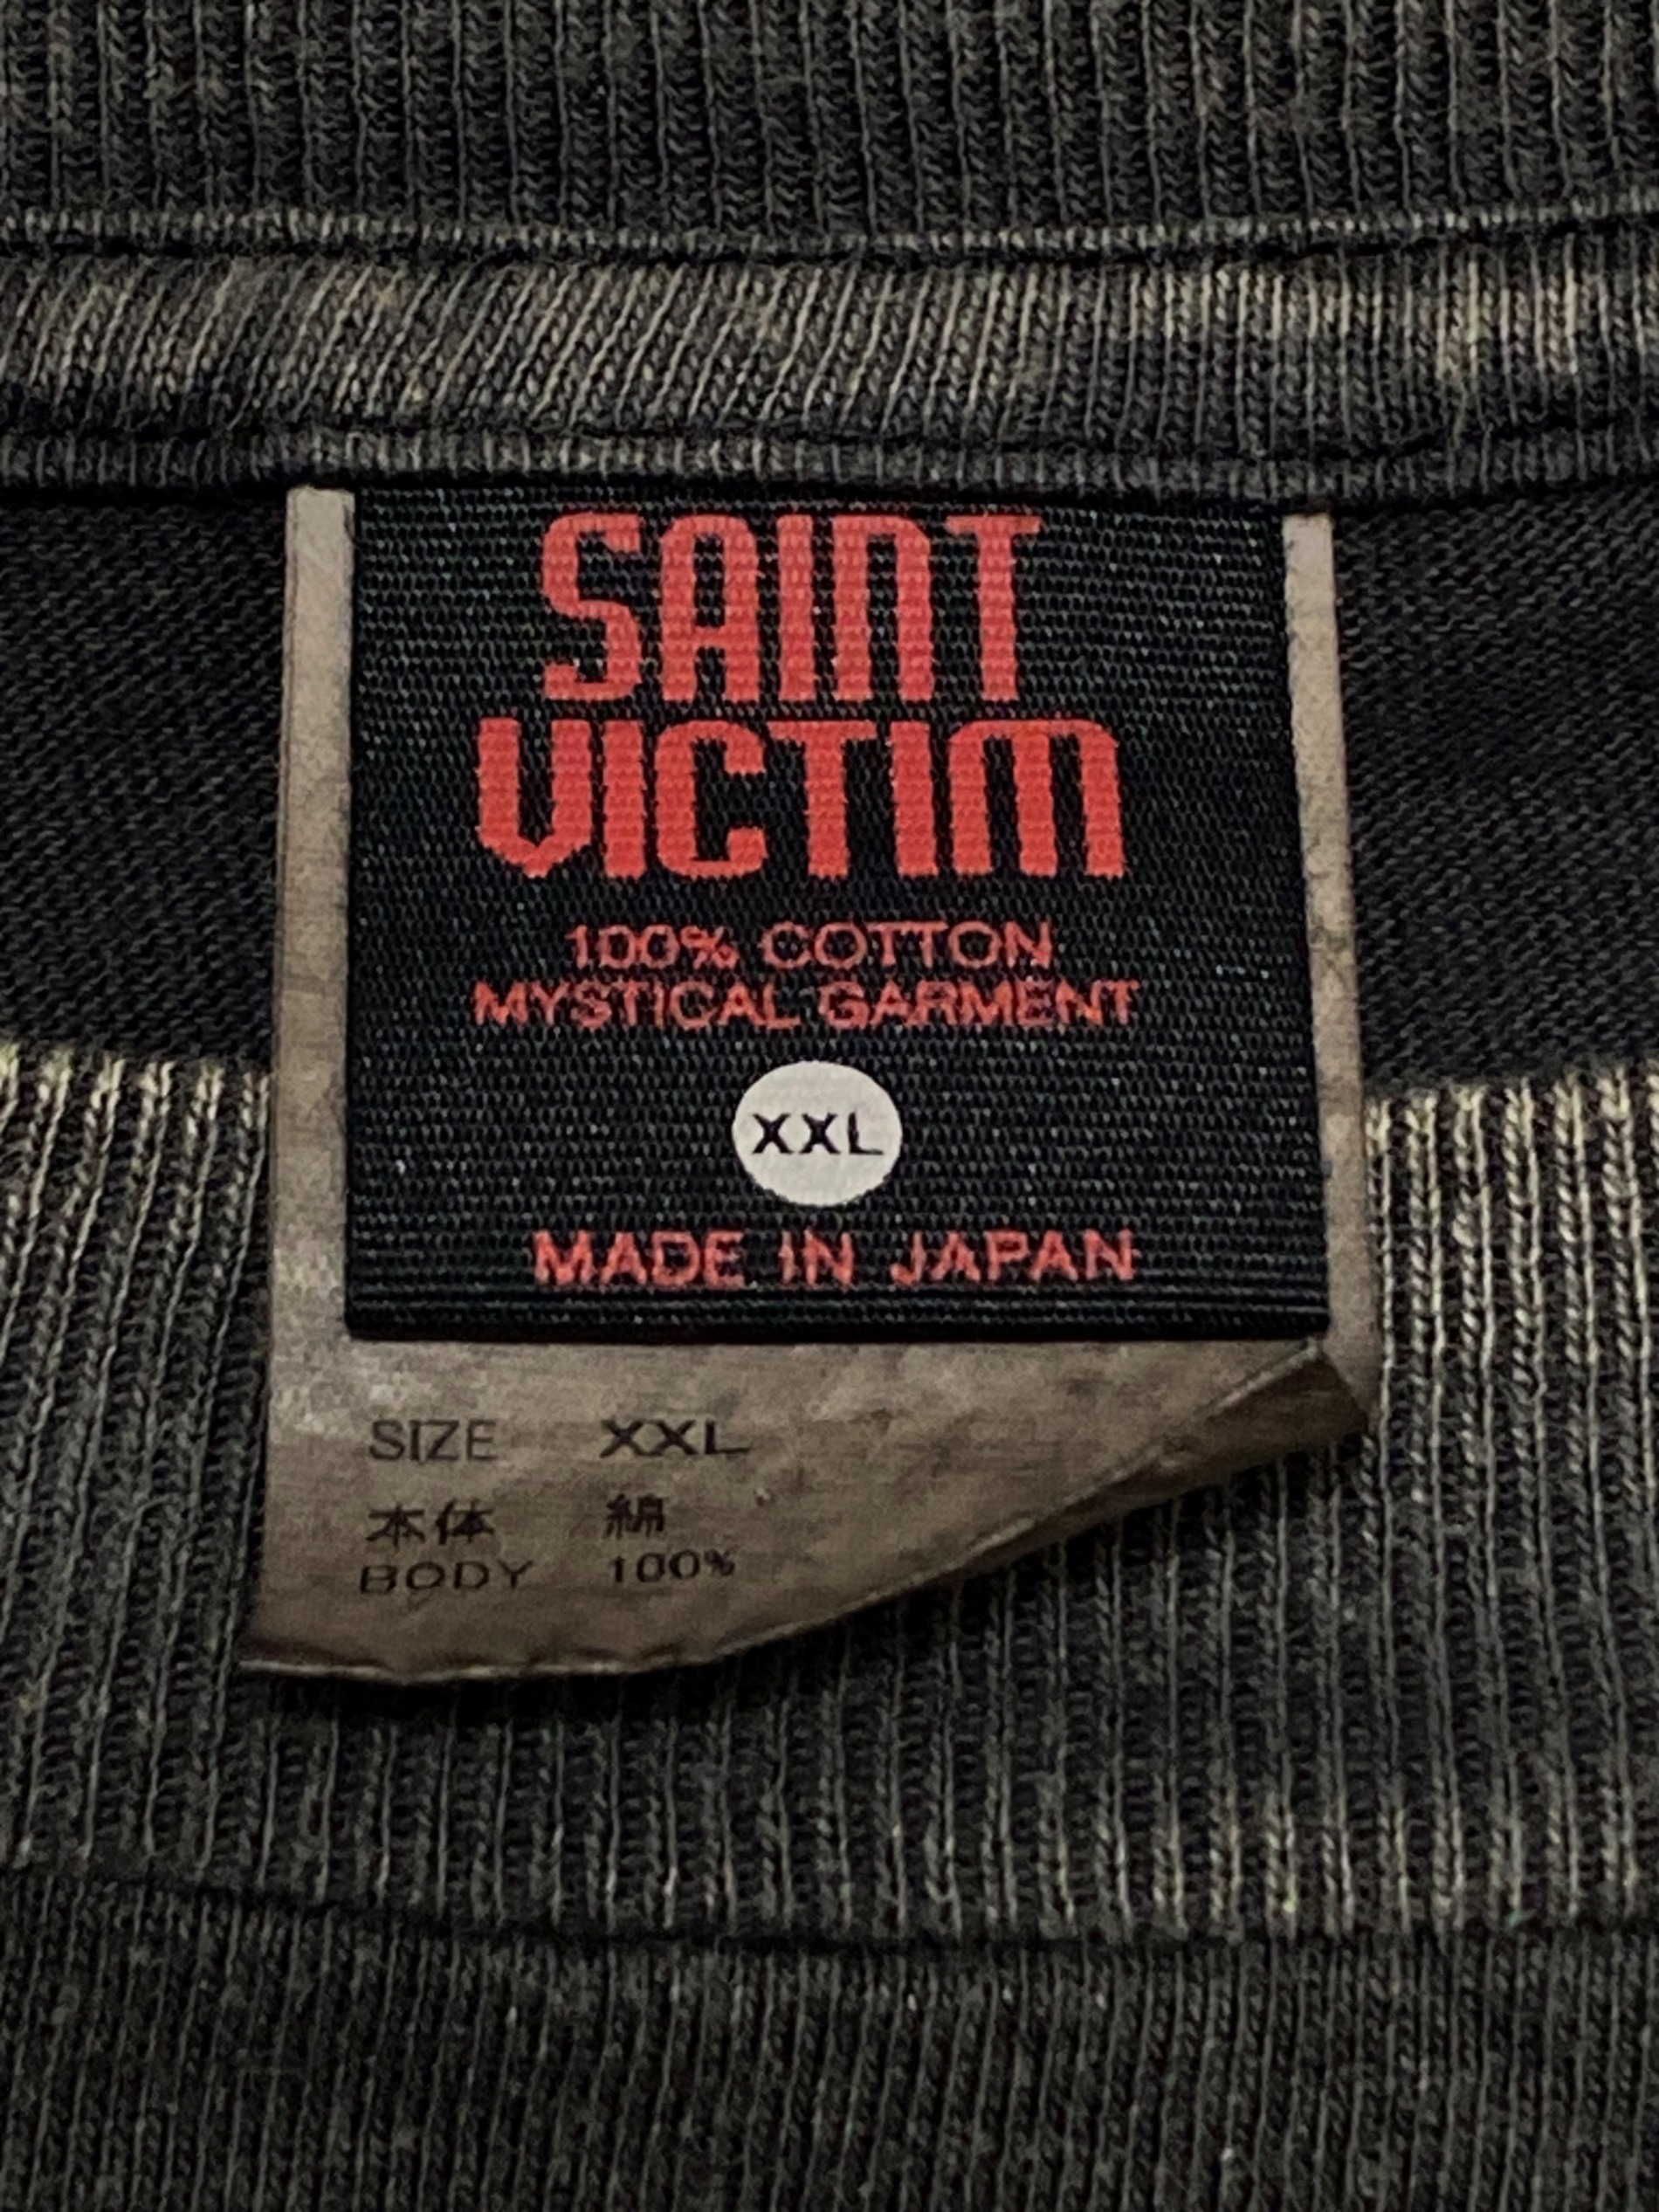 SAINT
VICTIM
100% COTTON
MYSTICAL GARMENT
XXL
MADE IN JAPAN
SIZE XXL
本体 綿
BODY 100%